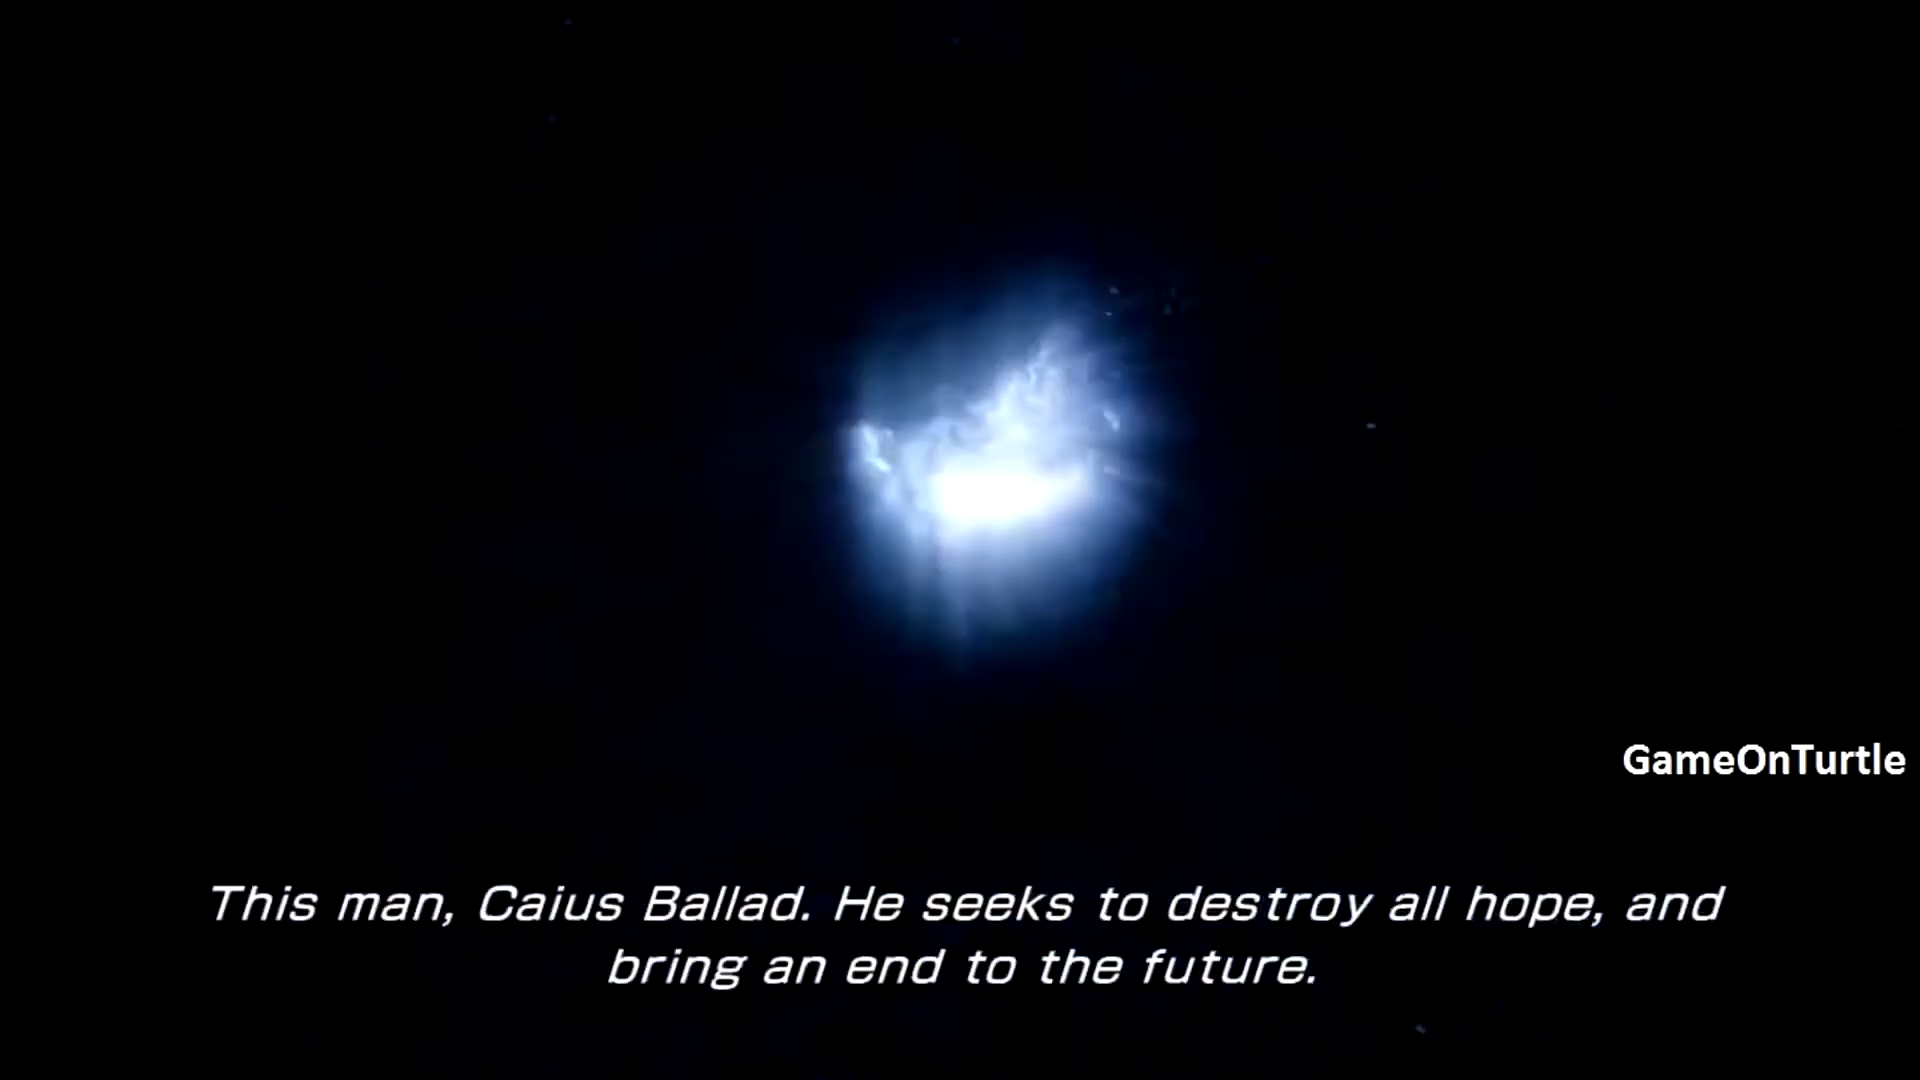 GameOnTurtle
This man, Caius Ballad. He seeks to destroy all hope, and
bring an end to the future.